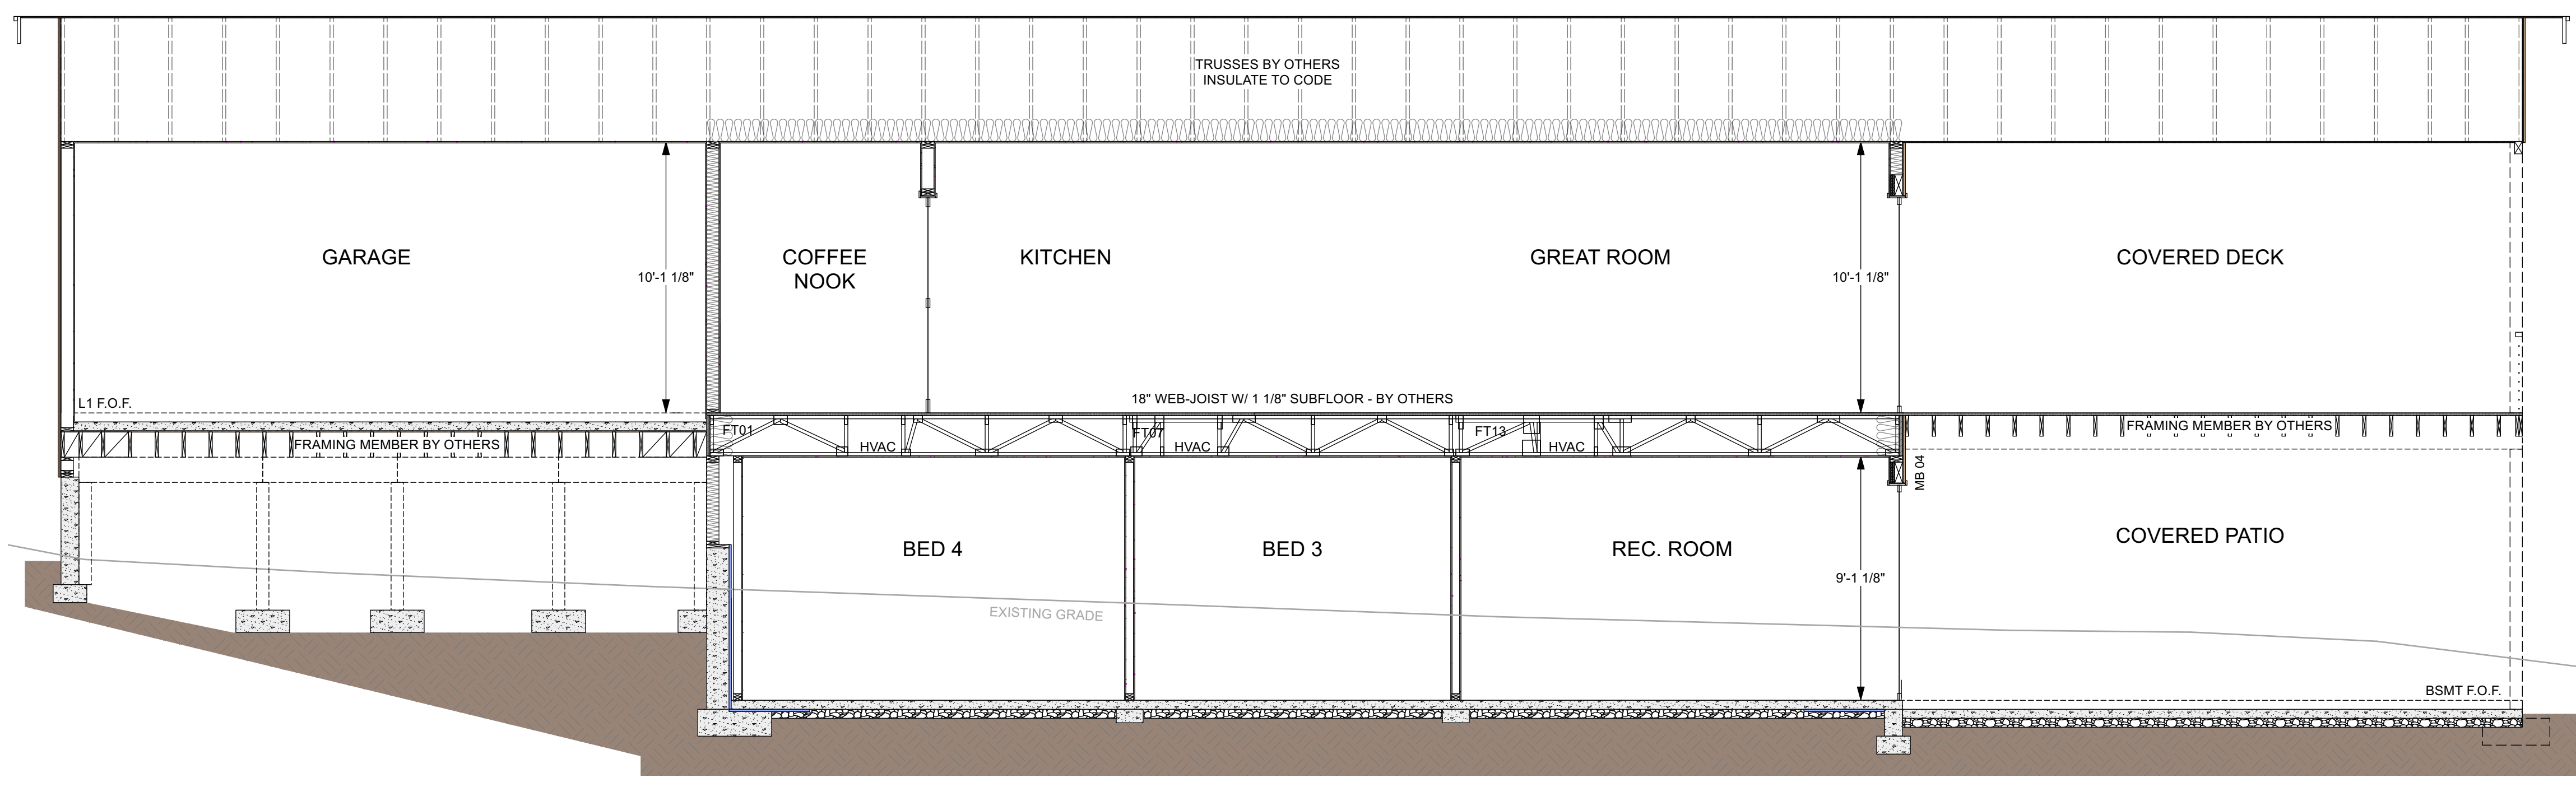 TRUSSES BY OTHERS
INSULATE TO CODE
GARAGE
COFFEE
NOOK
KITCHEN
GREAT ROOM
COVERED DECK
10'-1 1/8"
10'-1 1/8"
L1 F.O.F.
18" WEB-JOIST W/ 1 1/8" SUBFLOOR - BY OTHERS
FRAMING MEMBER BY OTHERS
FT01
HVAC
FT07
HVAC
FT13
HVAC
FRAMING MEMBER BY OTHERS
MB 04
BED 4
BED 3
REC. ROOM
COVERED PATIO
9'-1 1/8"
EXISTING GRADE
BSMT F.O.F.